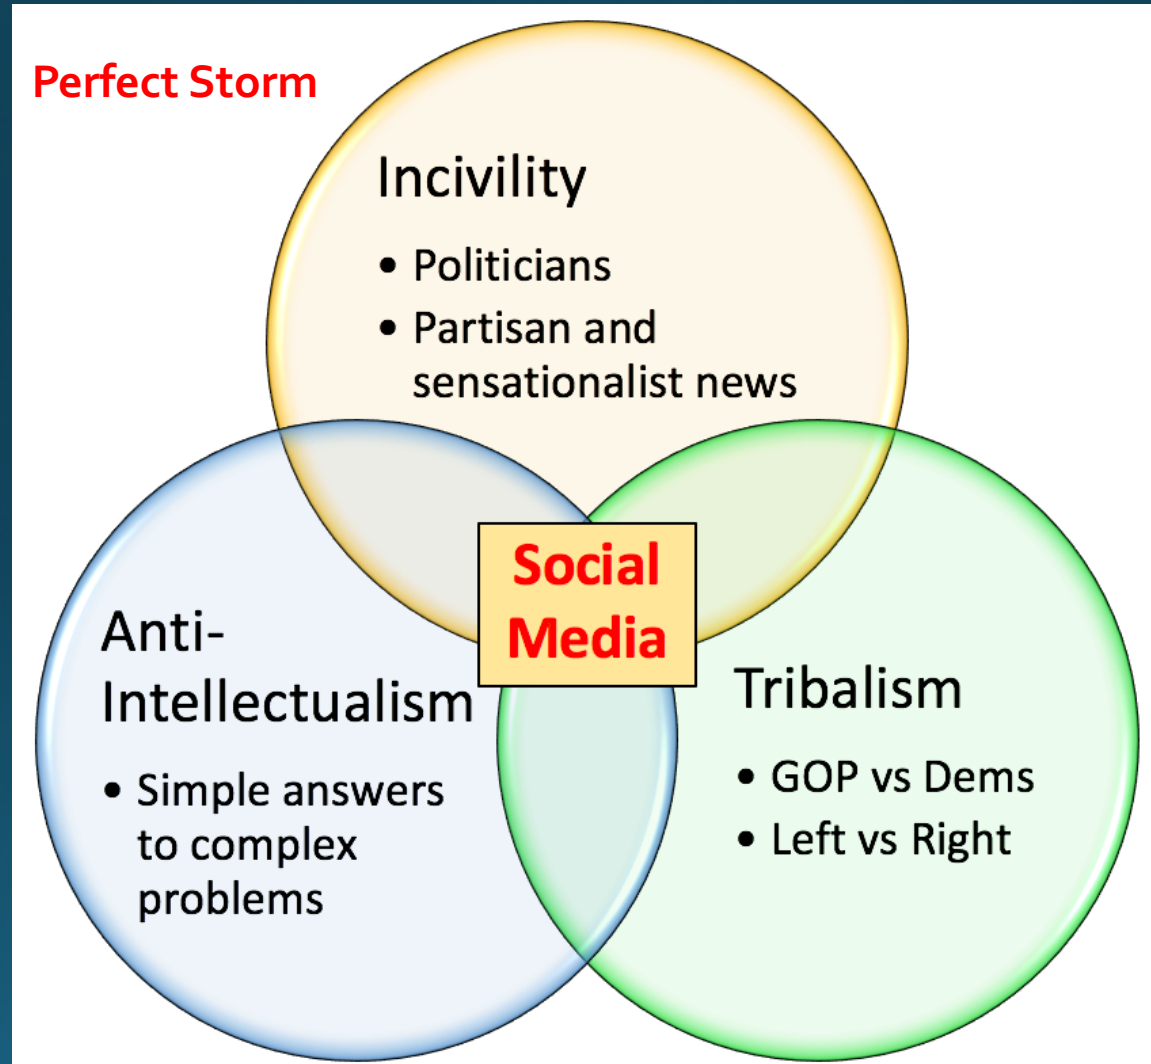 Perfect Storm
Incivility
• Politicians
• Partisan and
sensationalist news
Social
Media
Anti-
Intellectualism
• Simple answers
to complex
problems
Tribalism
• GOP vs Dems
• Left vs Right